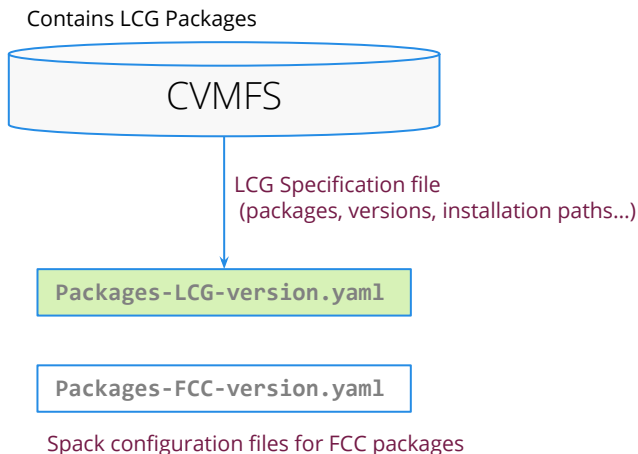 Contains LCG Packages
CVMFS
LCG Specification file
(packages, versions, installation paths...)
Packages-LCG-version.yaml
Packages-FCC-version.yaml
Spack configuration files for FCC packages